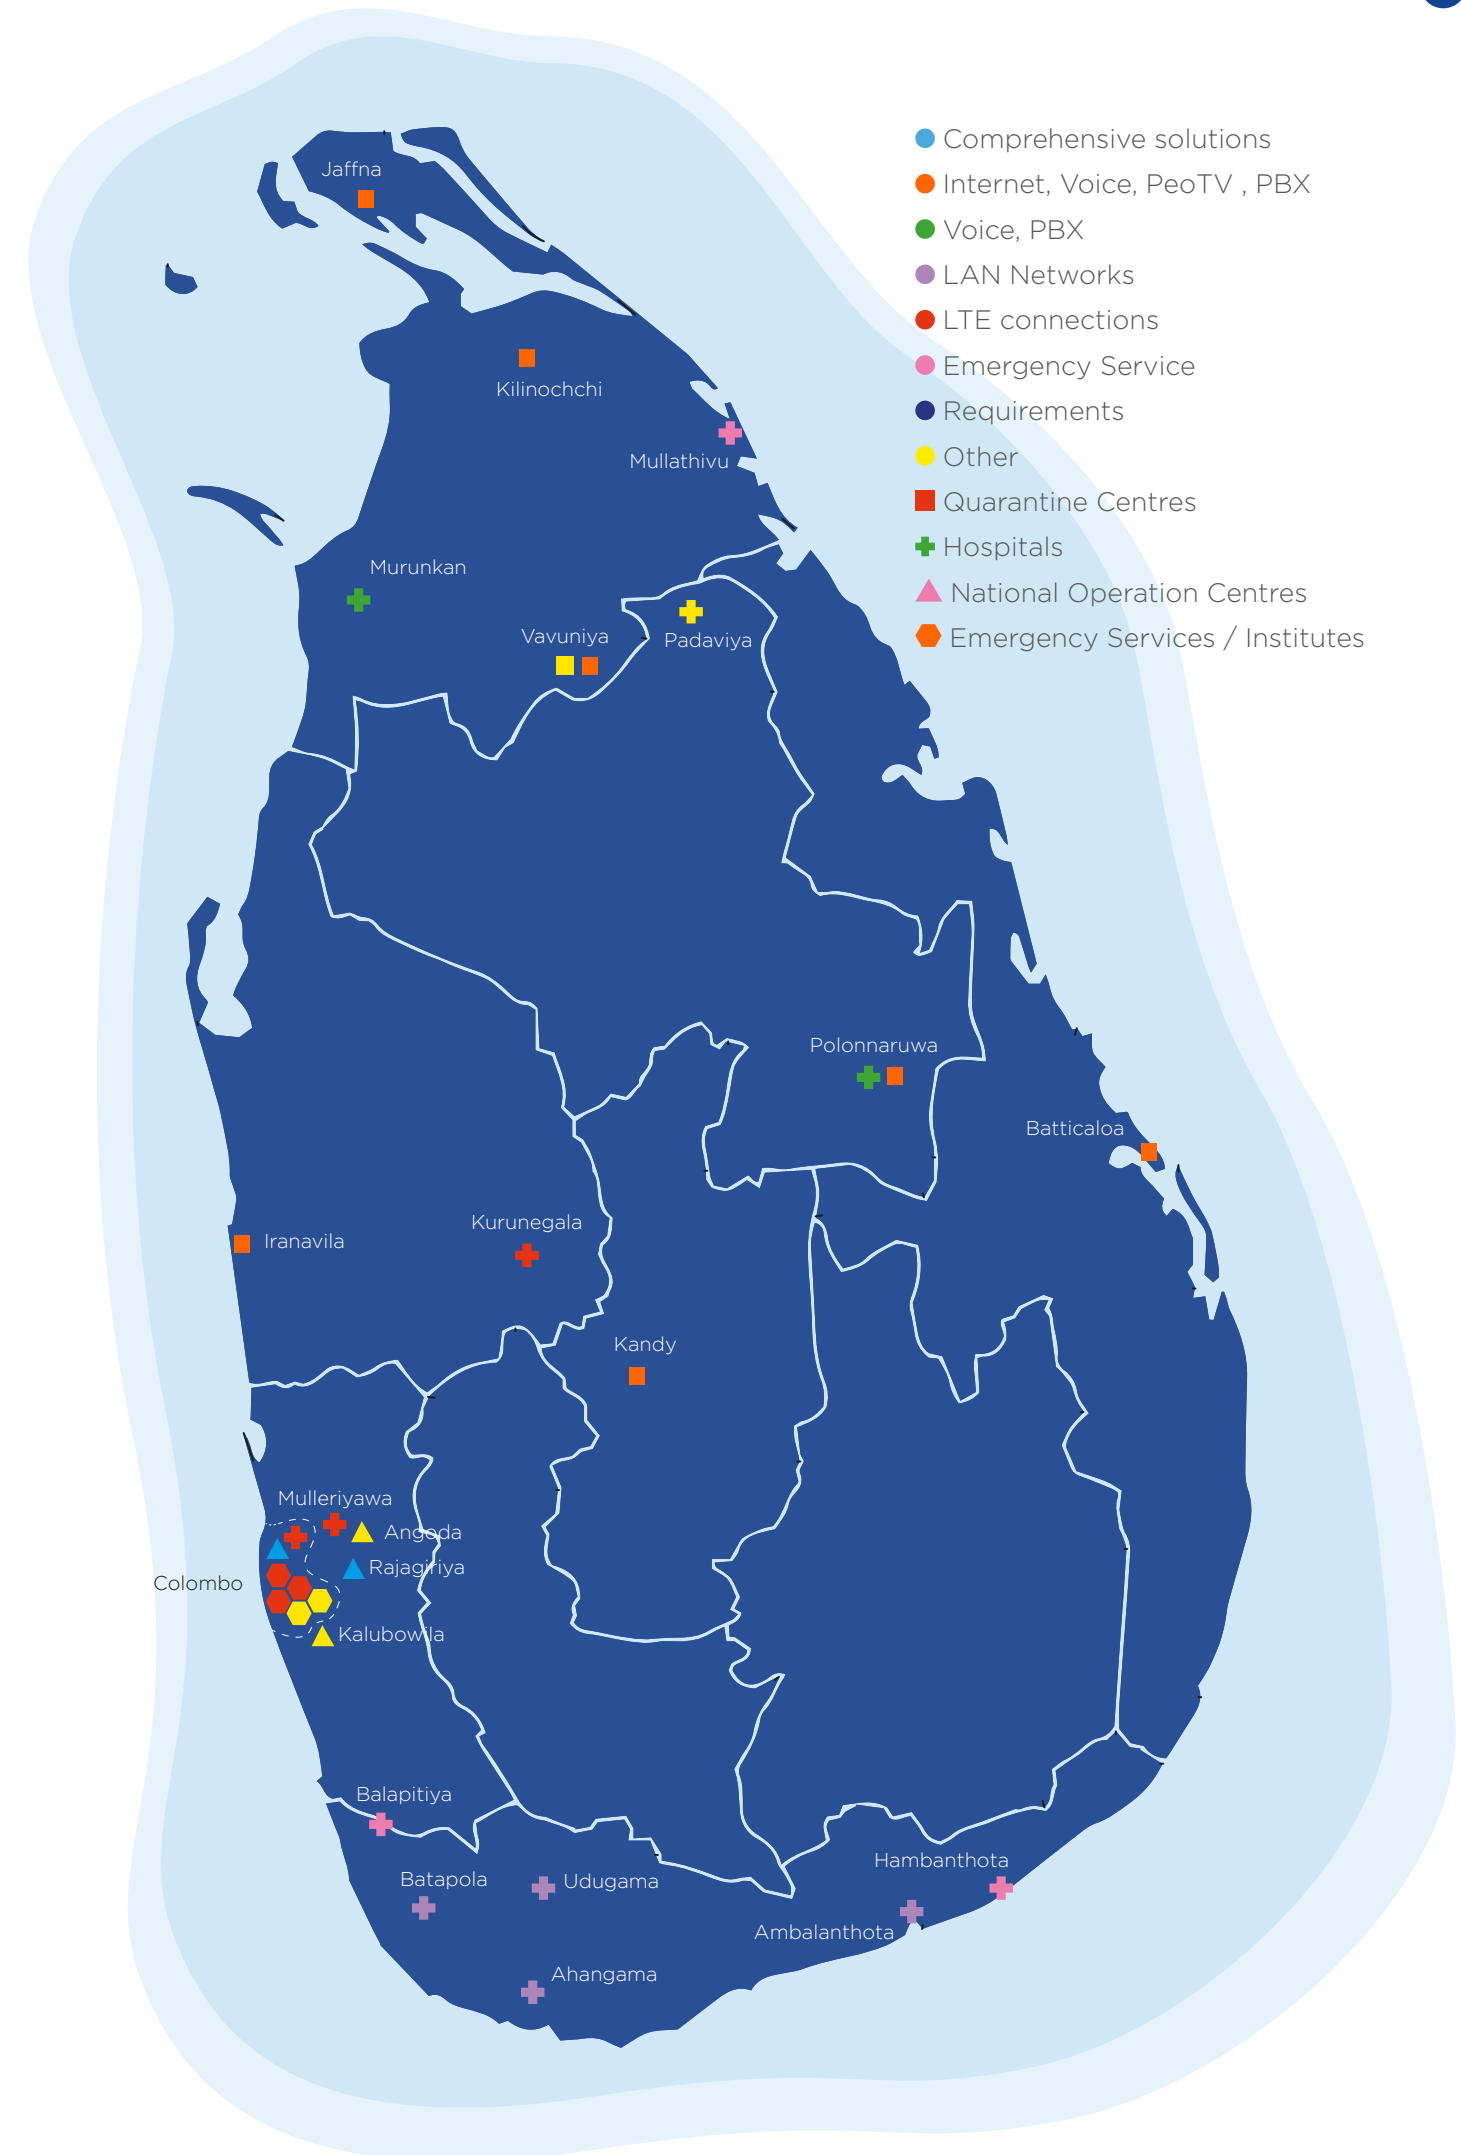 Comprehensive solutions
Internet, Voice, PeoTV , PBX
Voice, PBX
LAN Networks
LTE connections
Emergency Service
Requirements
Other
Quarantine Centres
Hospitals
National Operation Centres
Emergency Services / Institutes
Jaffna
Kilinochchi
Mullathivu
Murunkan
Vavuniya
Padaviya
Polonnaruwa
Batticaloa
Kurunegala
Iranavila
Kandy
Mulleriyawa
Angoda
Rajagiriya
Colombo
Kalubowila
Balapitiya
Hambanthota
Batapola
Udugama
Ambalanthota
Ahangama